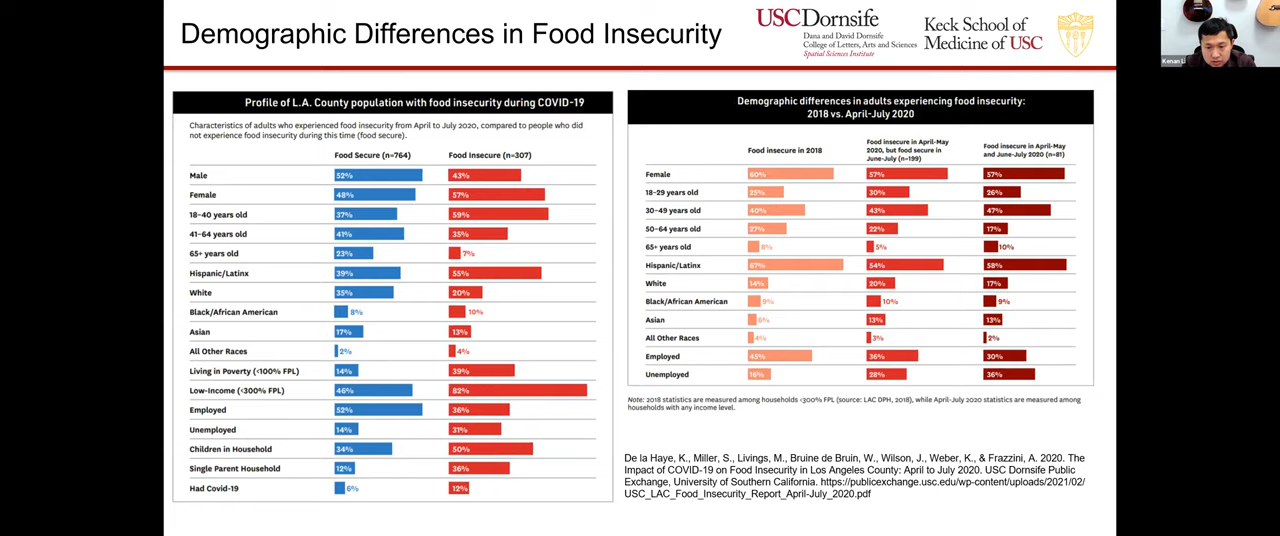 Demographic Differences in Food Insecurity
USCDornsife
Dana and David Dornsife
College of Letters, Arts and Sciences
Spatial Sciences Institute
Keck School of
Medicine of USC
Kenan Li
Profile of L.A. County population with food insecurity during COVID-19
Characteristics of adults who experienced food insecurity from April to July 2020, compared to people who did
not experience food insecurity during this time (food secure).
Food Secure (n=764) Food Insecure (n=307)
Male 52% 43%
Female 48% 57%
18-40 years old 37% 59%
41-64 years old 41% 35%
65+ years old 23% 7%
Hispanic/Latinx 39% 55%
White 35% 20%
Black/African American 8% 10%
Asian 17% 13%
All Other Races 2% 4%
Living in Poverty (<100% FPL) 14% 39%
Low-Income (<300% FPL) 46% 82%
Employed 52% 36%
Unemployed 14% 31%
Children in Household 34% 50%
Single Parent Household 12% 36%
Had Covid-19 6% 12%
Demographic differences in adults experiencing food insecurity:
2018 vs. April-July 2020
Food insecure in 2018
Food insecure in April-May
2020, but food secure in
June-July (n=199)
Food insecure in April-May
and June-July 2020 (n=81)
Female 60% 57% 57%
18-29 years old 25% 30% 26%
30-49 years old 40% 43% 47%
50-64 years old 27% 22% 17%
65+ years old 8% 5% 10%
Hispanic/Latinx 67% 54% 58%
White 14% 20% 17%
Black/African American 9% 10% 9%
Asian 6% 13% 13%
All Other Races 4% 3% 2%
Employed 45% 36% 30%
Unemployed 16% 28% 36%
Note: 2018 statistics are measured among households <300% FPL (source: LAC DPH, 2018), while April-July 2020 statistics are measured among
households with any income level.
De la Haye, K., Miller, S., Livings, M., Bruine de Bruin, W., Wilson, J., Weber, K., & Frazzini, A. 2020. The
Impact of COVID-19 on Food Insecurity in Los Angeles County: April to July 2020. USC Dornsife Public
Exchange, University of Southern California. https://publicexchange.usc.edu/wp-content/uploads/2021/02/
USC_LAC_Food_Insecurity_Report_April-July_2020.pdf